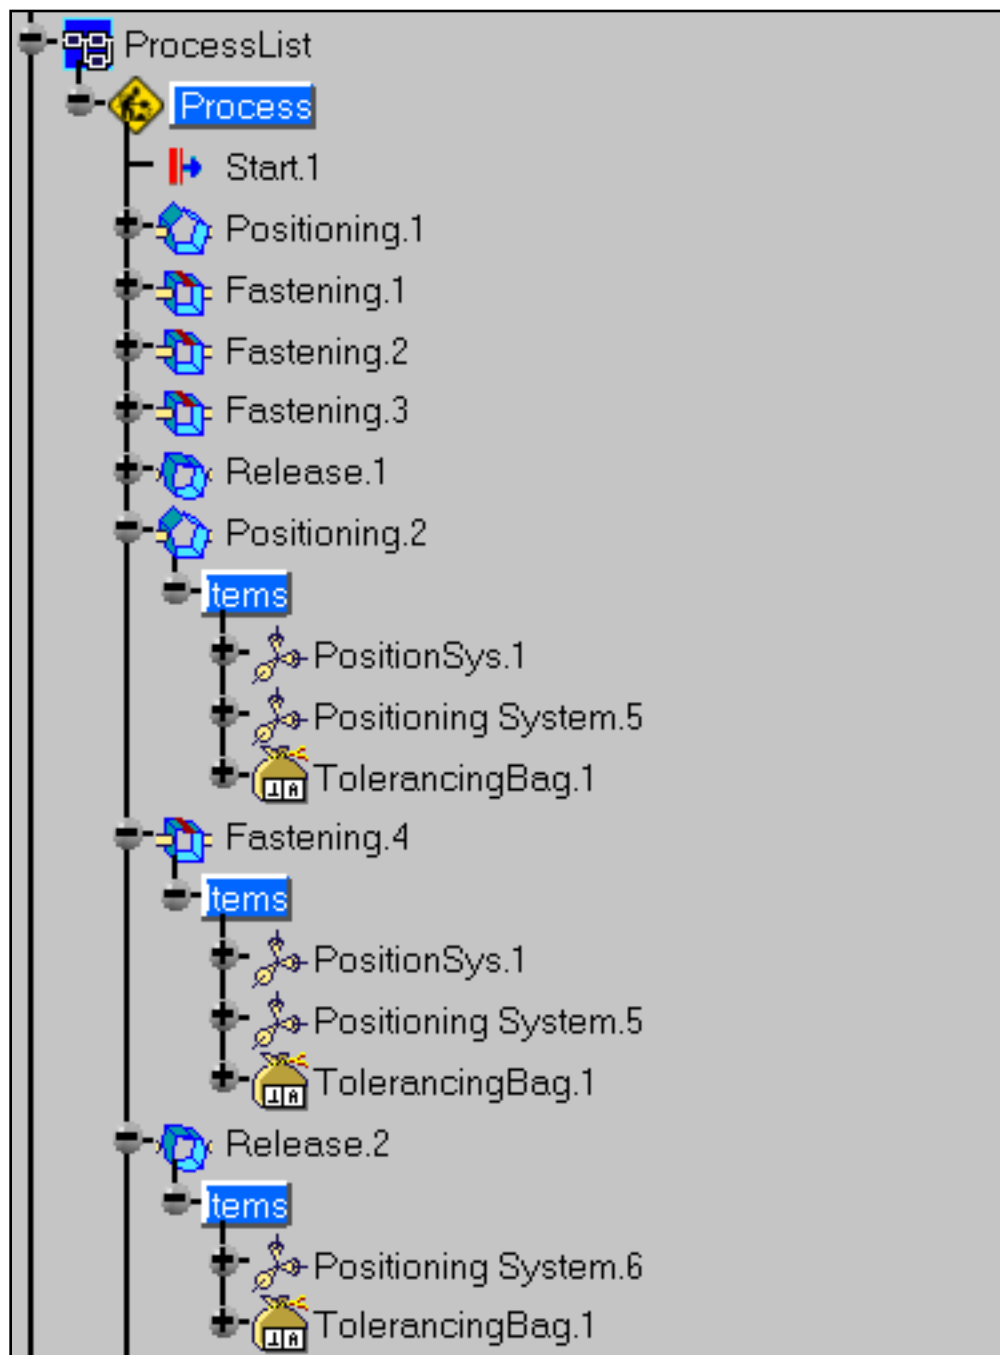 ProcessList
Process
Start.1
Positioning.1
Fastening.1
Fastening.2
Fastening.3
Release.1
Positioning.2
Items
PositionSys.1
Positioning System.5
TolerancingBag.1
Fastening.4
Items
PositionSys.1
Positioning System.5
TolerancingBag.1
Release.2
Items
Positioning System.6
TolerancingBag.1